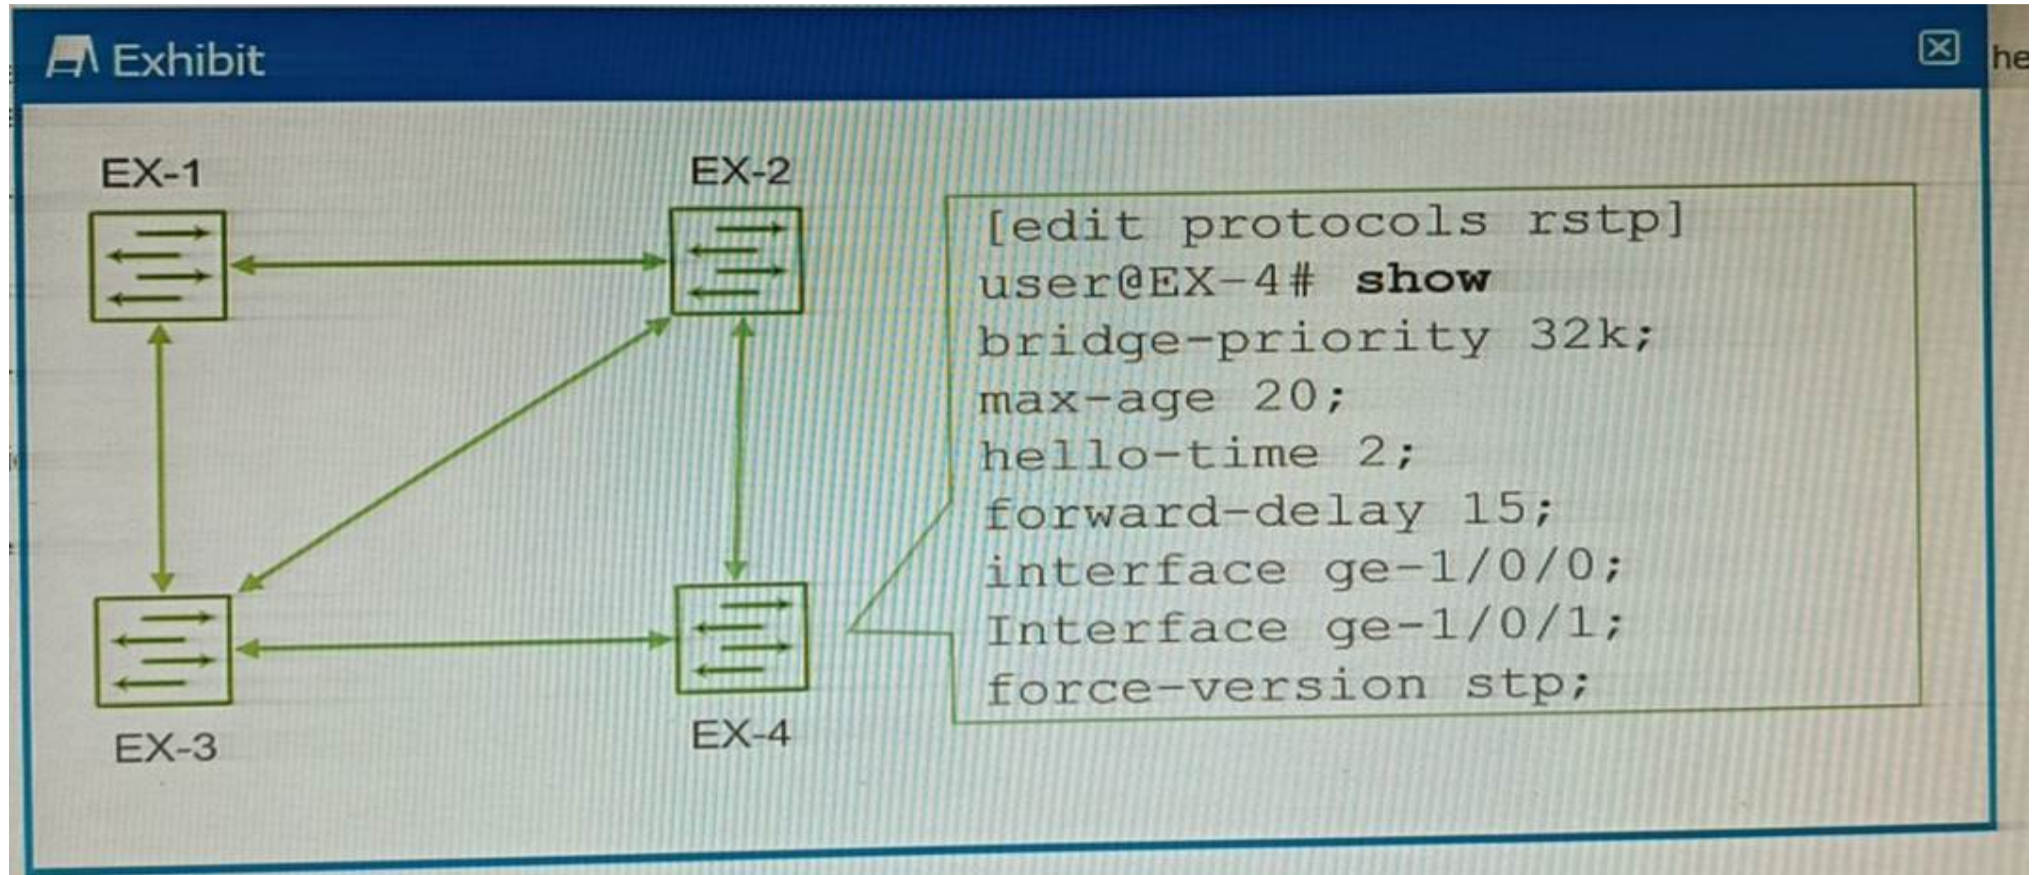 Exhibit
he
EX-1
EX-2
[edit protocols rstp]
user@EX-4# show
bridge-priority 32k;
max-age 20;
hello-time 2;
forward-delay 15;
interface ge-1/0/0;
Interface ge-1/0/1;
force-version stp;
EX-3
EX-4